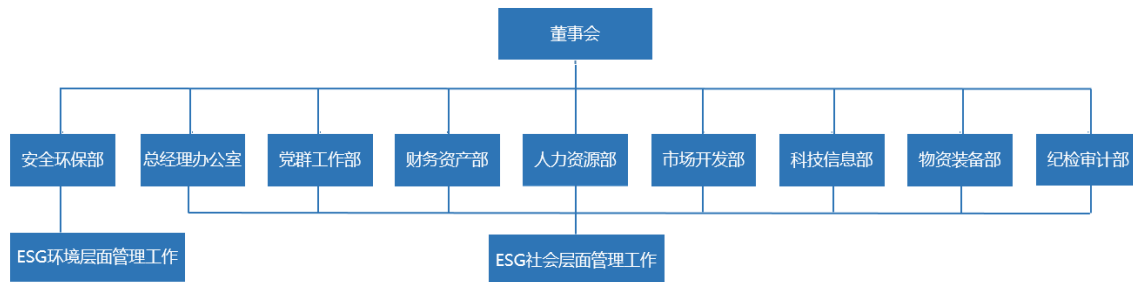 董事会
安全环保部
总经理办公室
党群工作部
财务资产部
人力资源部
市场开发部
科技信息部
物资装备部
纪检审计部
ESG环境层面管理工作
ESG社会层面管理工作